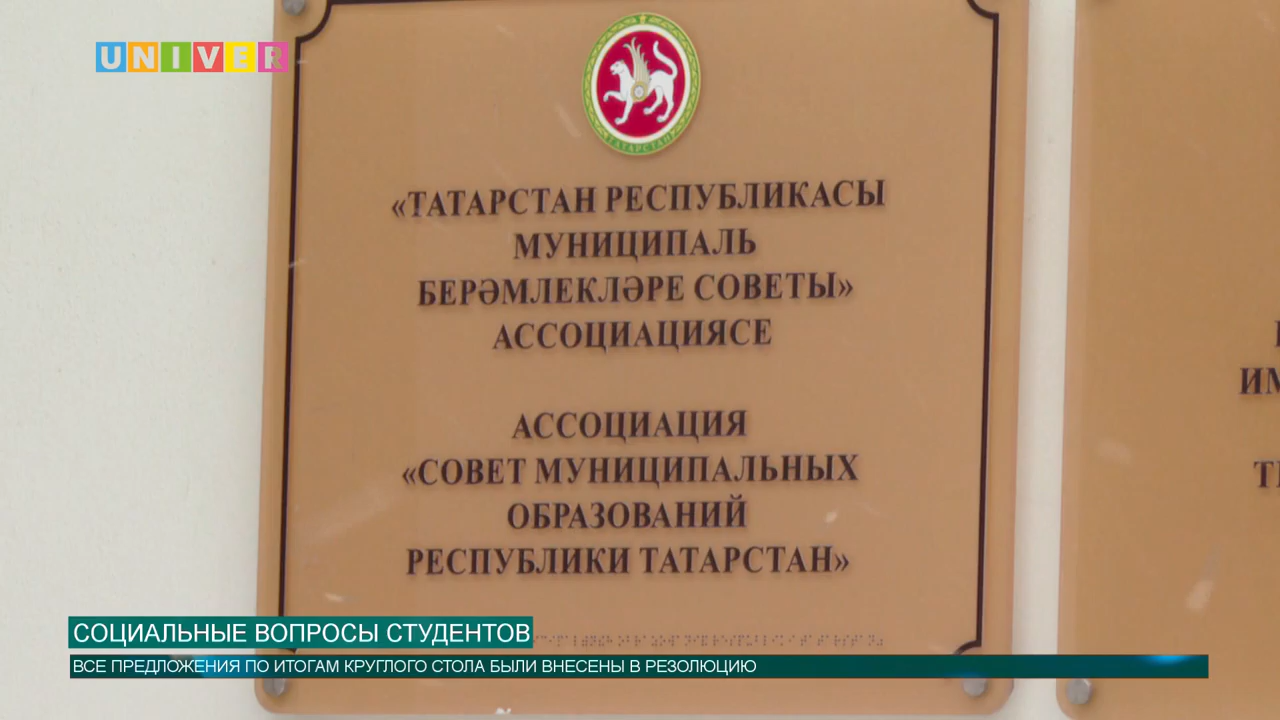 UNIVER
ТАТАРСТАН
«ТАТАРСТАН РЕСПУБЛИКАСЫ
МУНИЦИПАЛЬ
БЕРӘМЛЕКЛӘРЕ СОВЕТЫ»
АССОЦИАЦИЯСЕ
АССОЦИАЦИЯ
«СОВЕТ МУНИЦИПАЛЬНЫХ
ОБРАЗОВАНИЙ
РЕСПУБЛИКИ ТАТАРСТАН»
СОЦИАЛЬНЫЕ ВОПРОСЫ СТУДЕНТОВ
ВСЕ ПРЕДЛОЖЕНИЯ ПО ИТОГАМ КРУГЛОГО СТОЛА БЫЛИ ВНЕСЕНЫ В РЕЗОЛЮЦИЮ